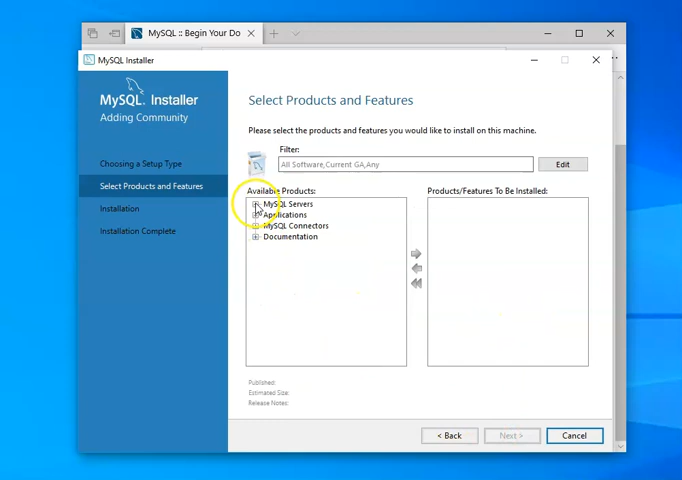 MySQL :: Begin Your Do
MySQL Installer
MySQL Installer
Adding Community
Choosing a Setup Type
Select Products and Features
Installation
Installation Complete
Select Products and Features
Please select the products and features you would like to install on this machine.
Filter:
All Software,Current GA,Any
Edit
Available Products:
Products/Features To Be Installed:
MySQL Servers
Applications
MySQL Connectors
Documentation
Published:
Estimated Size:
Release Notes:
< Back
Next >
Cancel